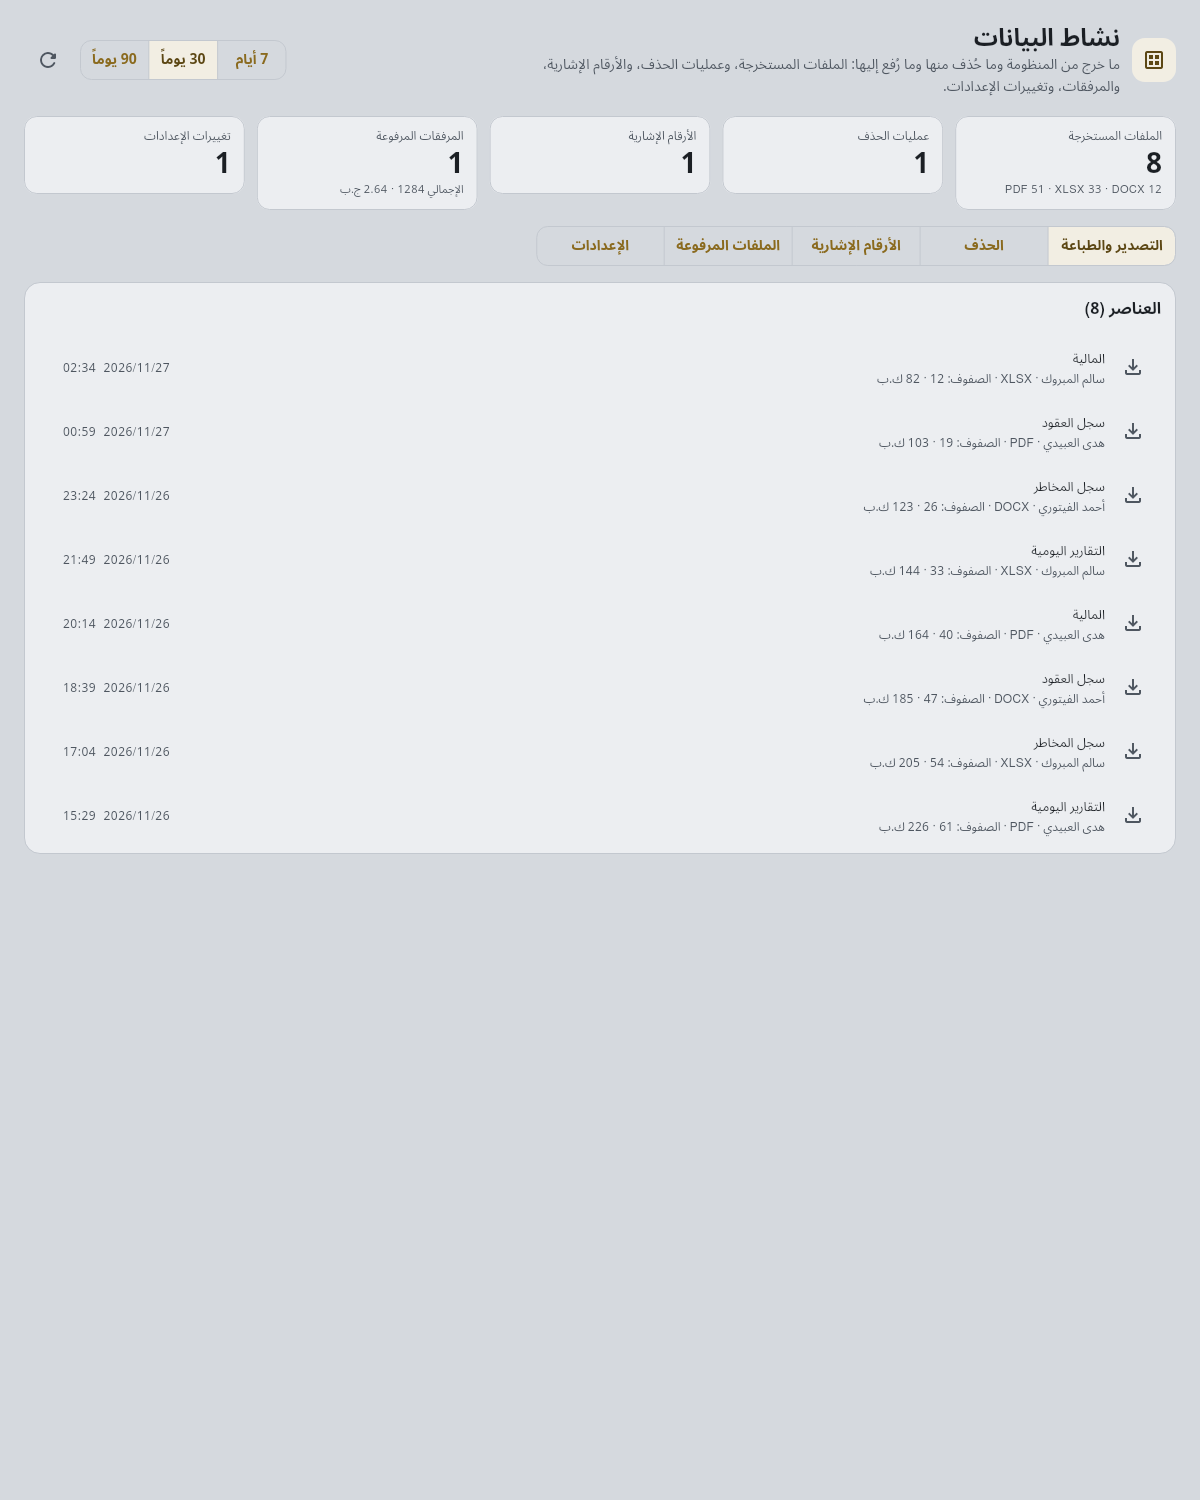 نشاط البيانات
ما خرج من المنظومة وما حُذف منها وما رُفع إليها: الملفات المستخرجة، وعمليات الحذف، والأرقام الإشارية،
والمرفقات، وتغييرات الإعدادات.
7 أيام
30 يوماً
90 يوماً
الملفات المستخرجة
8
PDF 51 · XLSX 33 · DOCX 12
عمليات الحذف
1
الأرقام الإشارية
1
المرفقات المرفوعة
1
الإجمالي 1284 · 2.64 ج.ب
تغييرات الإعدادات
1
التصدير والطباعة
الحذف
الأرقام الإشارية
الملفات المرفوعة
الإعدادات
العناصر (8)
المالية
سالم المبروك · XLSX · الصفوف: 12 · 82 ك.ب
2026/11/27 02:34
سجل العقود
هدى العبيدي · PDF · الصفوف: 19 · 103 ك.ب
2026/11/27 00:59
سجل المخاطر
أحمد الفيتوري · DOCX · الصفوف: 26 · 123 ك.ب
2026/11/26 23:24
التقارير اليومية
سالم المبروك · XLSX · الصفوف: 33 · 144 ك.ب
2026/11/26 21:49
المالية
هدى العبيدي · PDF · الصفوف: 40 · 164 ك.ب
2026/11/26 20:14
سجل العقود
أحمد الفيتوري · DOCX · الصفوف: 47 · 185 ك.ب
2026/11/26 18:39
سجل المخاطر
سالم المبروك · XLSX · الصفوف: 54 · 205 ك.ب
2026/11/26 17:04
التقارير اليومية
هدى العبيدي · PDF · الصفوف: 61 · 226 ك.ب
2026/11/26 15:29